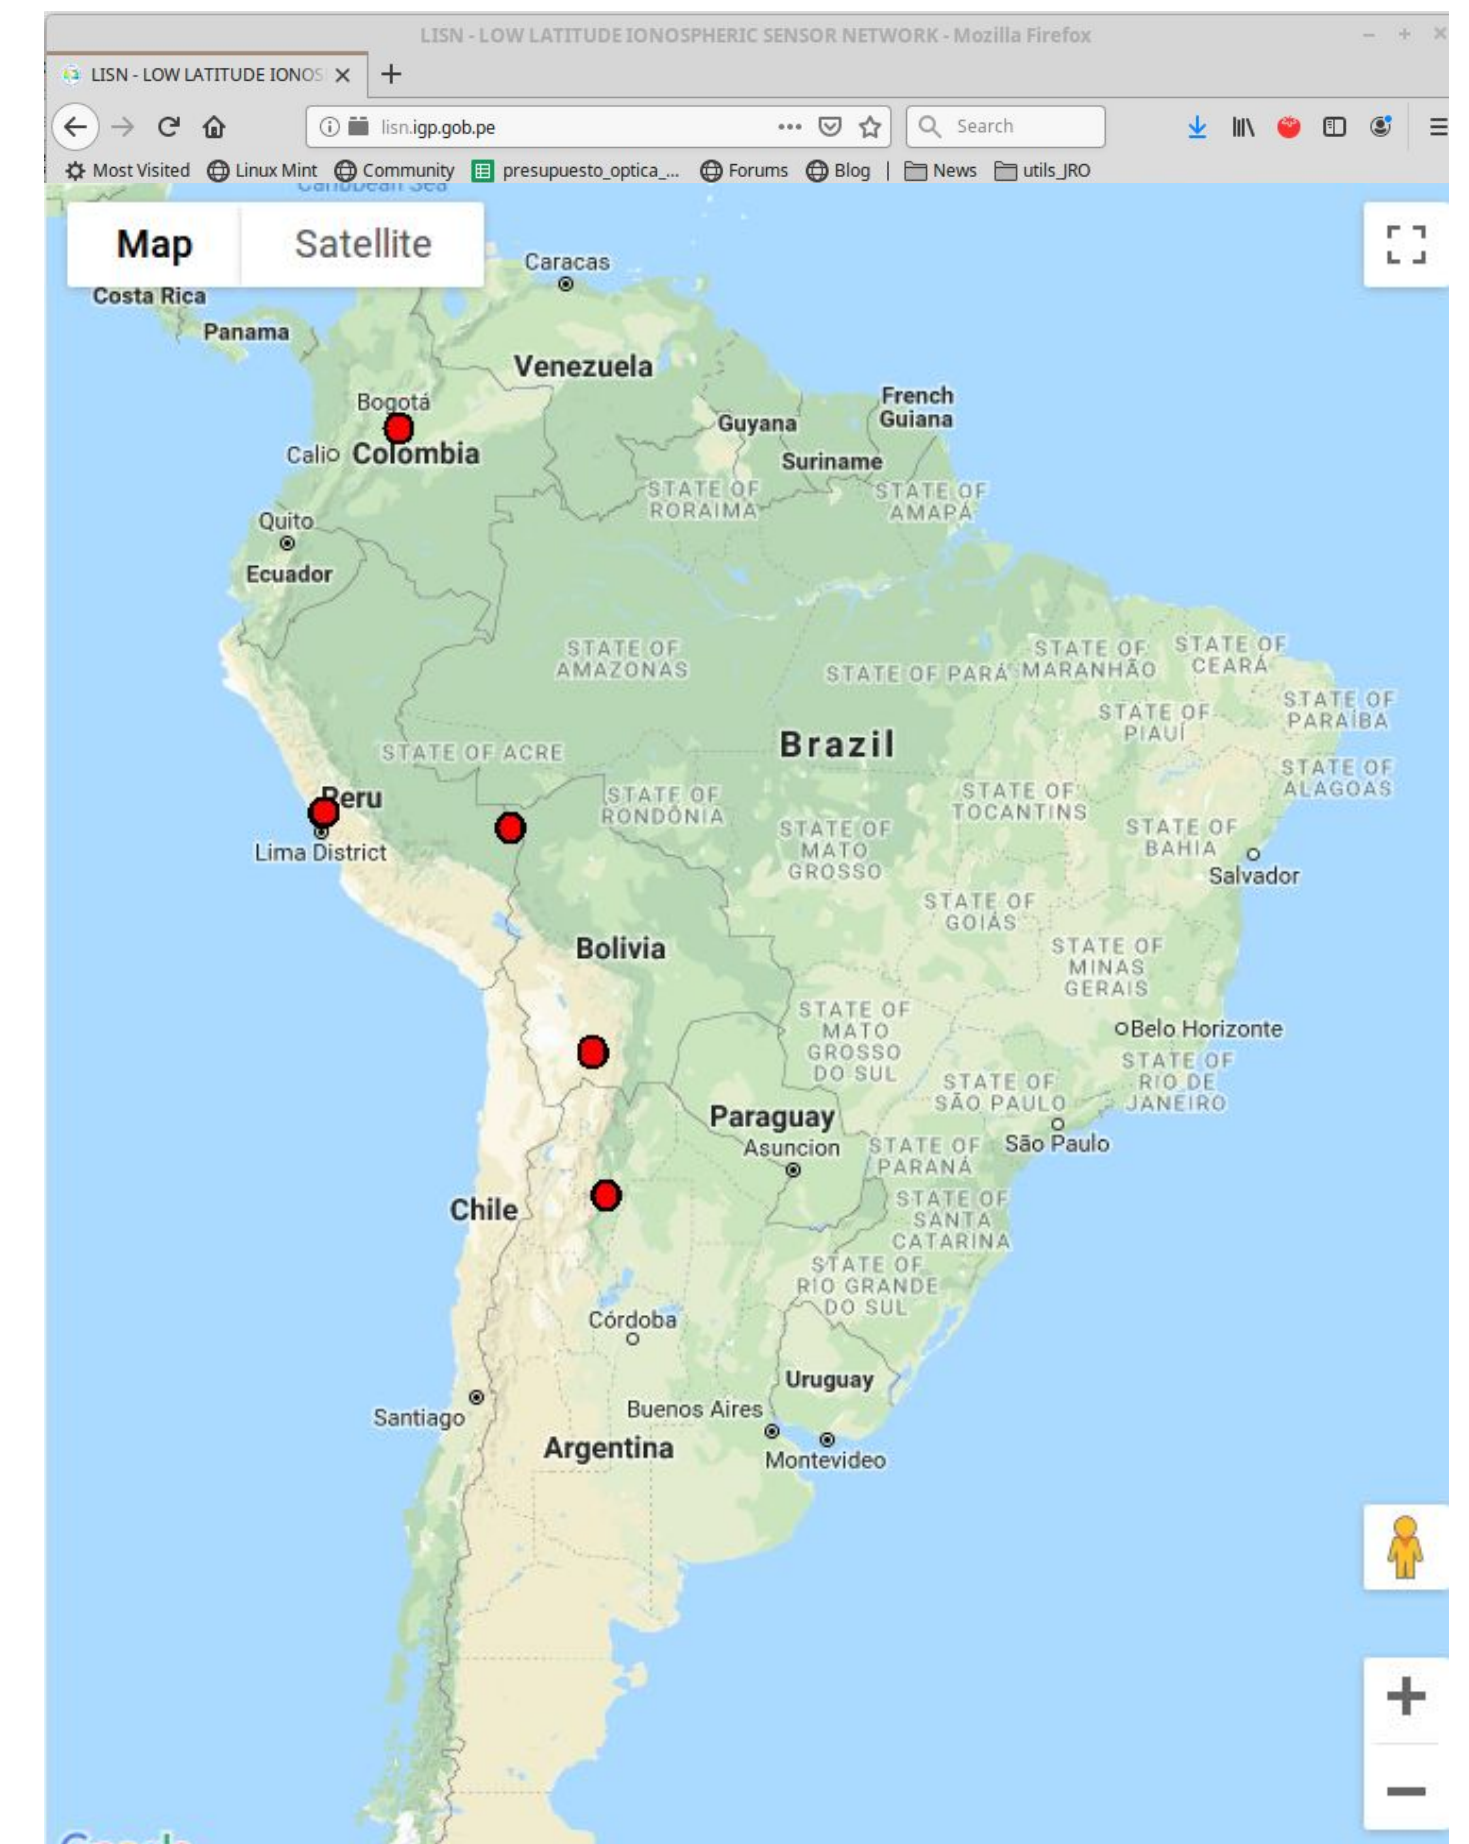 LISN - LOW LATITUDE IONOSPHERIC SENSOR NETWORK - Mozilla Firefox
LISN - LOW LATITUDE IONOS
lisn.igp.gob.pe
Search
Most Visited
Linux Mint
Community
presupuesto_optica_...
Forums
Blog
News
utils_JRO
Caribbean Sea
Map
Satellite
Caracas
Costa Rica
Panama
Venezuela
Bogotá
French
Guiana
Guyana
Cali
Colombia
Suriname
STATE OF
RORAIMA
STATE OF
AMAPÁ
Quito
Ecuador
STATE OF
AMAZONAS
STATE OF PARÁ
STATE OF
MARANHÃO
STATE OF
CEARÁ
STATE OF
PARAÍBA
STATE OF
PIAUÍ
STATE OF ACRE
Brazil
STATE OF
ALAGOAS
Peru
STATE OF
RONDÔNIA
STATE OF
TOCANTINS
Lima District
STATE OF
MATO
GROSSO
STATE OF
BAHIA
Salvador
STATE OF
GOIÁS
Bolivia
STATE OF
MINAS
GERAIS
STATE OF
MATO
GROSSO
DO SUL
Belo Horizonte
STATE OF
RIO DE
JANEIRO
STATE OF
SÃO PAULO
Paraguay
Asuncion
São Paulo
STATE OF
PARANÁ
Chile
STATE OF
SANTA
CATARINA
STATE OF
RIO GRANDE
DO SUL
Córdoba
Uruguay
Santiago
Buenos Aires
Argentina
Montevideo
Google